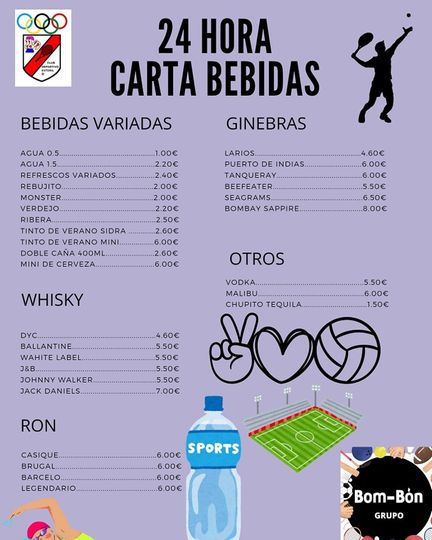 CLUB
DEPORTIVO
24 HORA
CARTA BEBIDAS
BEBIDAS VARIADAS
AGUA 0.5 1.00€
AGUA 1.5 2.20€
REFRESCOS VARIADOS 2.40€
REBUJITO 2.00€
MONSTER 2.00€
VERDEJO 2.20€
RIBERA 2.50€
TINTO DE VERANO SIDRA 2.60€
TINTO DE VERANO MINI 6.00€
DOBLE CAÑA 400ML 2.60€
MINI DE CERVEZA 6.00€
WHISKY
DYC 4.60€
BALLANTINE 5.50€
WAHITE LABEL 5.50€
J&B 5.50€
JOHNNY WALKER 5.50€
JACK DANIELS 7.00€
RON
CASIQUE 6.00€
BRUGAL 6.00€
BARCELO 6.00€
LEGENDARIO 6.00€
GINEBRAS
LARIOS 4.60€
PUERTO DE INDIAS 6.00€
TANQUERAY 6.00€
BEEFEATER 5.50€
SEAGRAMS 6.50€
BOMBAY SAPPIRE 8.00€
OTROS
VODKA 5.50€
MALIBU 6.00€
CHUPITO TEQUILA 1.50€
SPORTS
Bom-Bòn
GRUPO